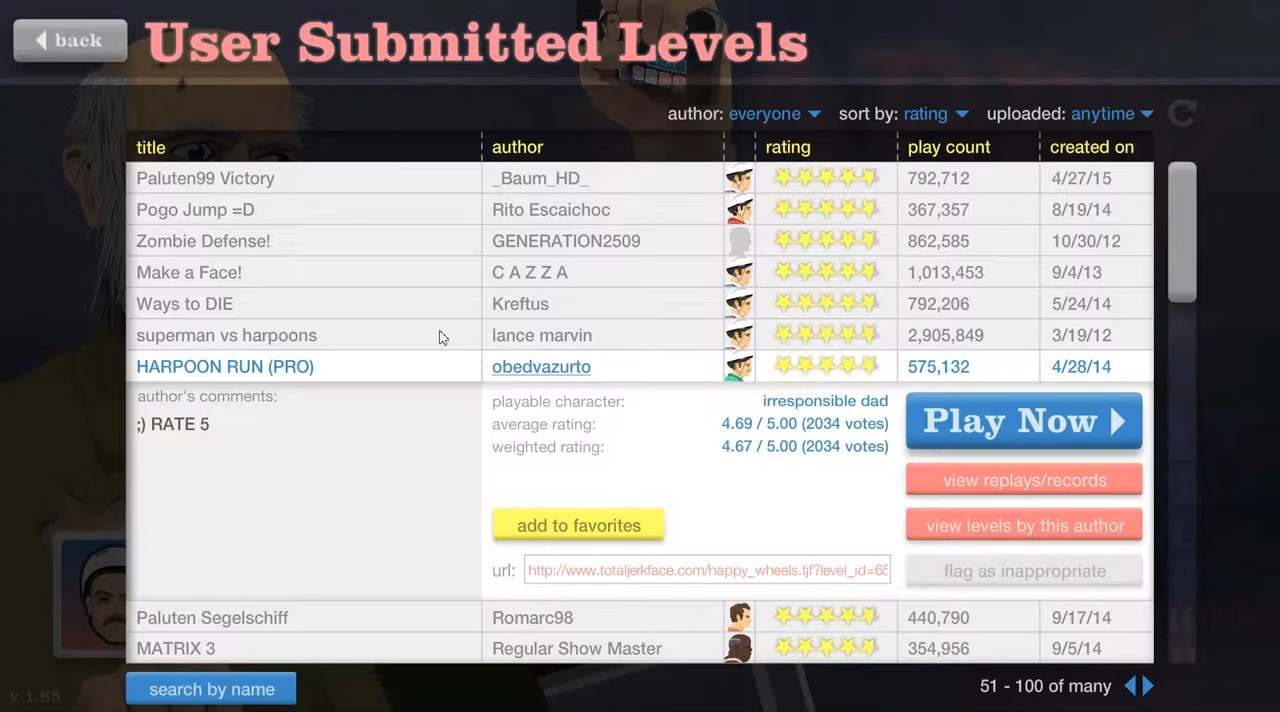 back
User Submitted Levels
author: everyone sort by: rating uploaded: anytime
title author rating play count created on
Paluten99 Victory _Baum_HD_ 792,712 4/27/15
Pogo Jump =D Rito Escaichoc 367,357 8/19/14
Zombie Defense! GENERATION2509 862,585 10/30/12
Make a Face! C A Z Z A 1,013,453 9/4/13
Ways to DIE Kreftus 792,206 5/24/14
superman vs harpoons lance marvin 2,905,849 3/19/12
HARPOON RUN (PRO) obedvazurto 575,132 4/28/14
author's comments:
;) RATE 5
playable character: irresponsible dad
average rating: 4.69 / 5.00 (2034 votes)
weighted rating: 4.67 / 5.00 (2034 votes)
add to favorites
url: http://www.totaljerkface.com/happy_wheels.tjf?level_id=65
Play Now
view replays/records
view levels by this author
flag as inappropriate
Paluten Segelschiff Romarc98 440,790 9/17/14
MATRIX 3 Regular Show Master 354,956 9/5/14
v 1.85
search by name
51 - 100 of many